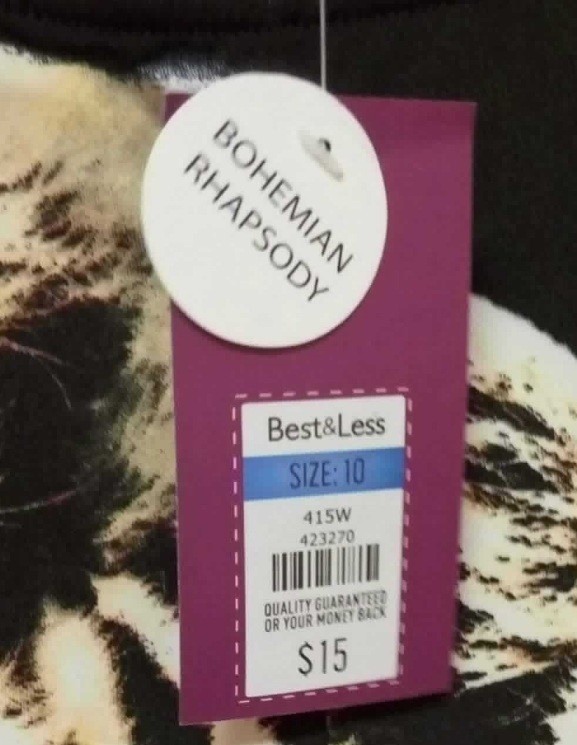 BOHEMIAN
RHAPSODY
Best&Less
SIZE: 10
415W
423270
QUALITY GUARANTEED
OR YOUR MONEY BACK
$15